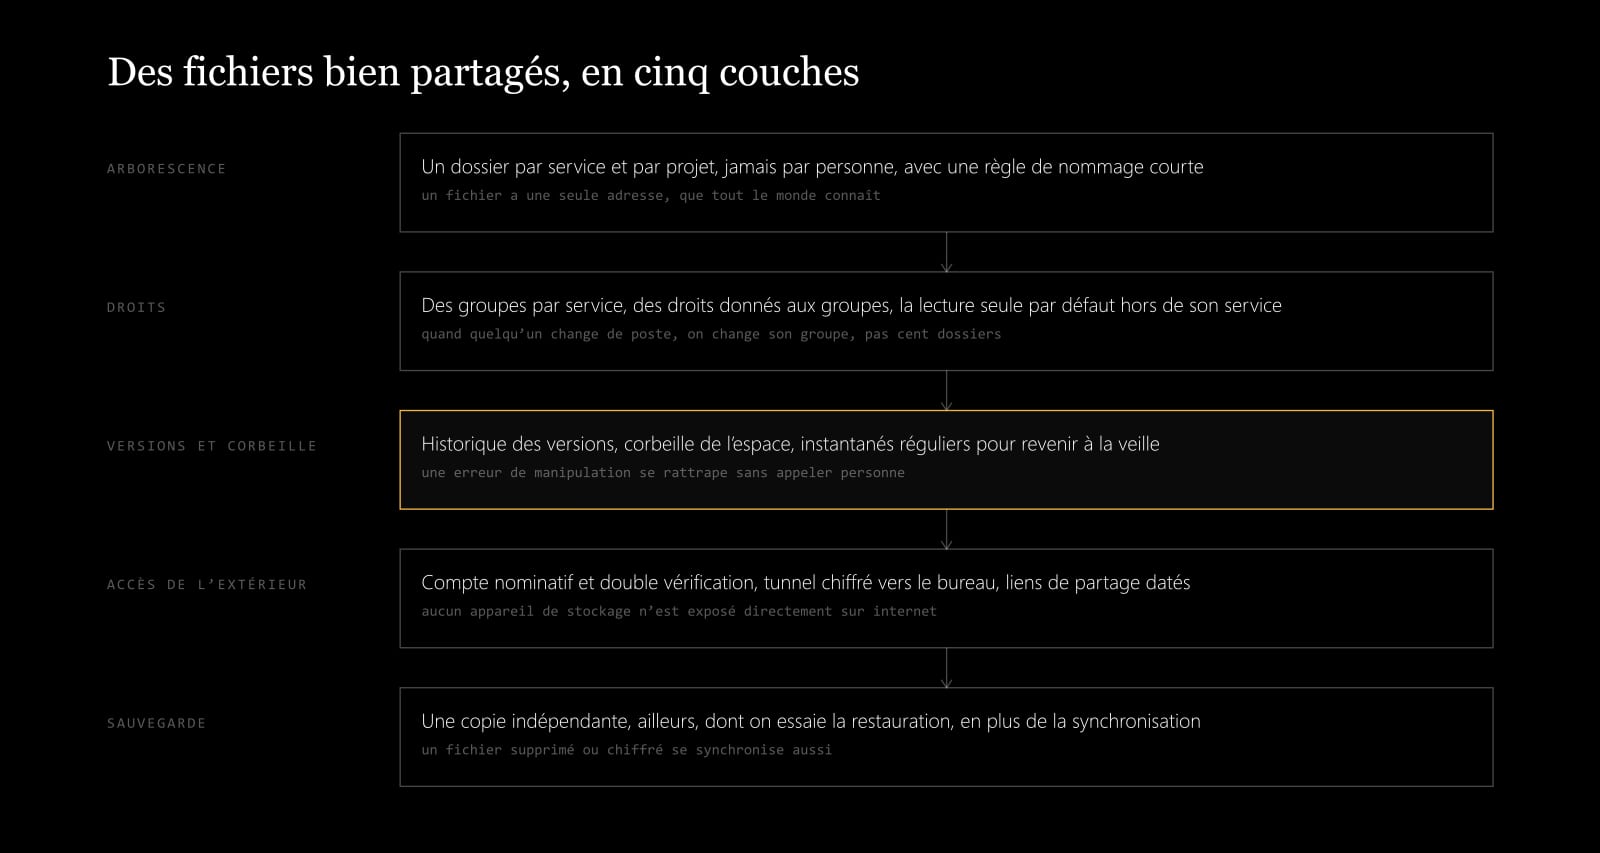 Des fichiers bien partagés, en cinq couches
ARBORESCENCE
Un dossier par service et par projet, jamais par personne, avec une règle de nommage courte
un fichier a une seule adresse, que tout le monde connaît
DROITS
Des groupes par service, des droits donnés aux groupes, la lecture seule par défaut hors de son service
quand quelqu’un change de poste, on change son groupe, pas cent dossiers
VERSIONS ET CORBEILLE
Historique des versions, corbeille de l’espace, instantanés réguliers pour revenir à la veille
une erreur de manipulation se rattrape sans appeler personne
ACCÈS DE L’EXTÉRIEUR
Compte nominatif et double vérification, tunnel chiffré vers le bureau, liens de partage datés
aucun appareil de stockage n’est exposé directement sur internet
SAUVEGARDE
Une copie indépendante, ailleurs, dont on essaie la restauration, en plus de la synchronisation
un fichier supprimé ou chiffré se synchronise aussi